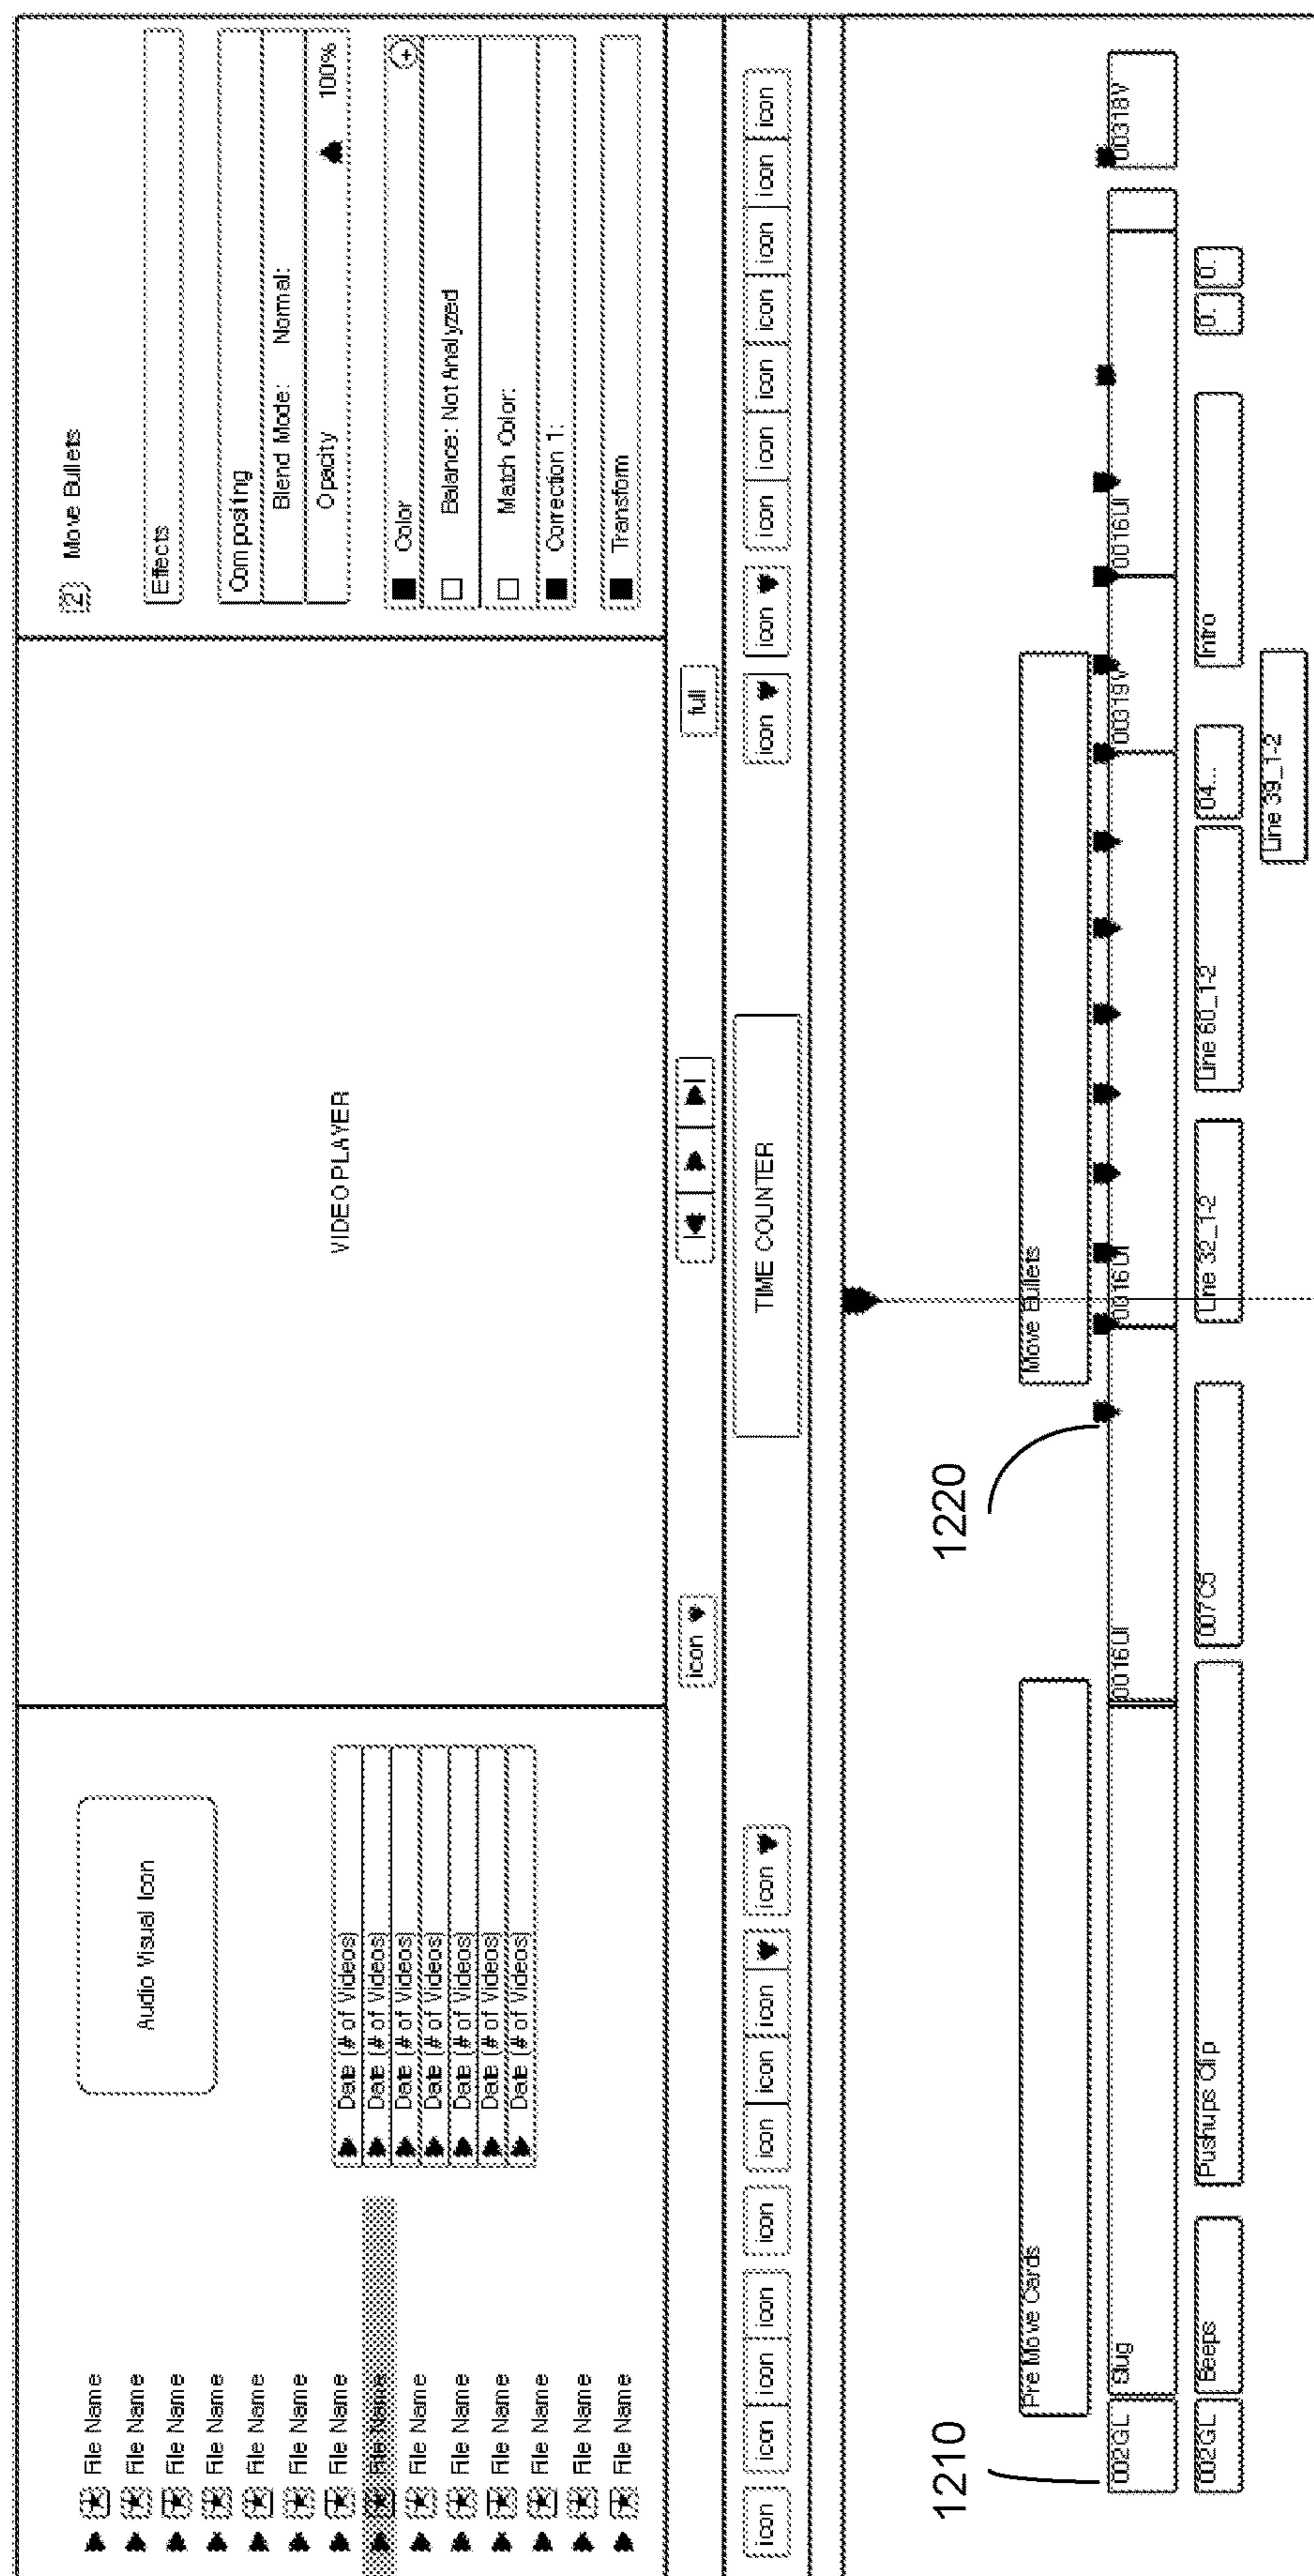 Audio Visual Icon
File Name
File Name
File Name
File Name
File Name
File Name
File Name
File Name
File Name
File Name
File Name
File Name
File Name
File Name
Date (# of Videos)
Date (# of Videos)
Date (# of Videos)
Date (# of Videos)
Date (# of Videos)
Date (# of Videos)
Date (# of Videos)
VIDEO PLAYER
2 Move Bullets
Effects
Compositing
Blend Mode: Normal:
Opacity 100%
Color +
Balance: Not Analyzed
Match Color:
Correction 1:
Transform
icon full
icon icon icon icon icon icon icon icon icon TIME COUNTER icon icon icon icon icon icon icon icon icon
1210 1220
Pre Move Cards Move Bullets
002GL Slug 0016UI 0016UI 00319V 0016UI 00318V
002GL Beeps Pushups Clip 007C5 Line 32_1-2 Line 60_1-2 04... Intro 0. 0.
Line 39_1-2